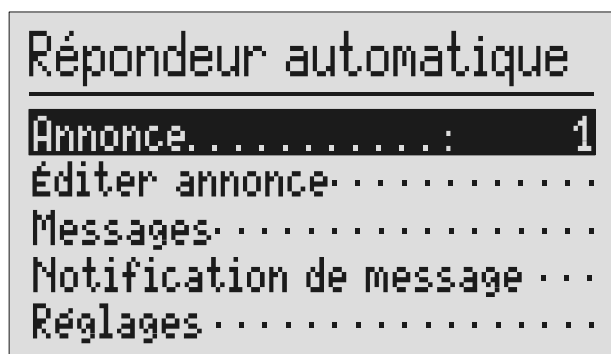 Répondeur automatique
Annonce...........: 1
Éditer annonce............
Messages..................
Notification de message...
Réglages..................